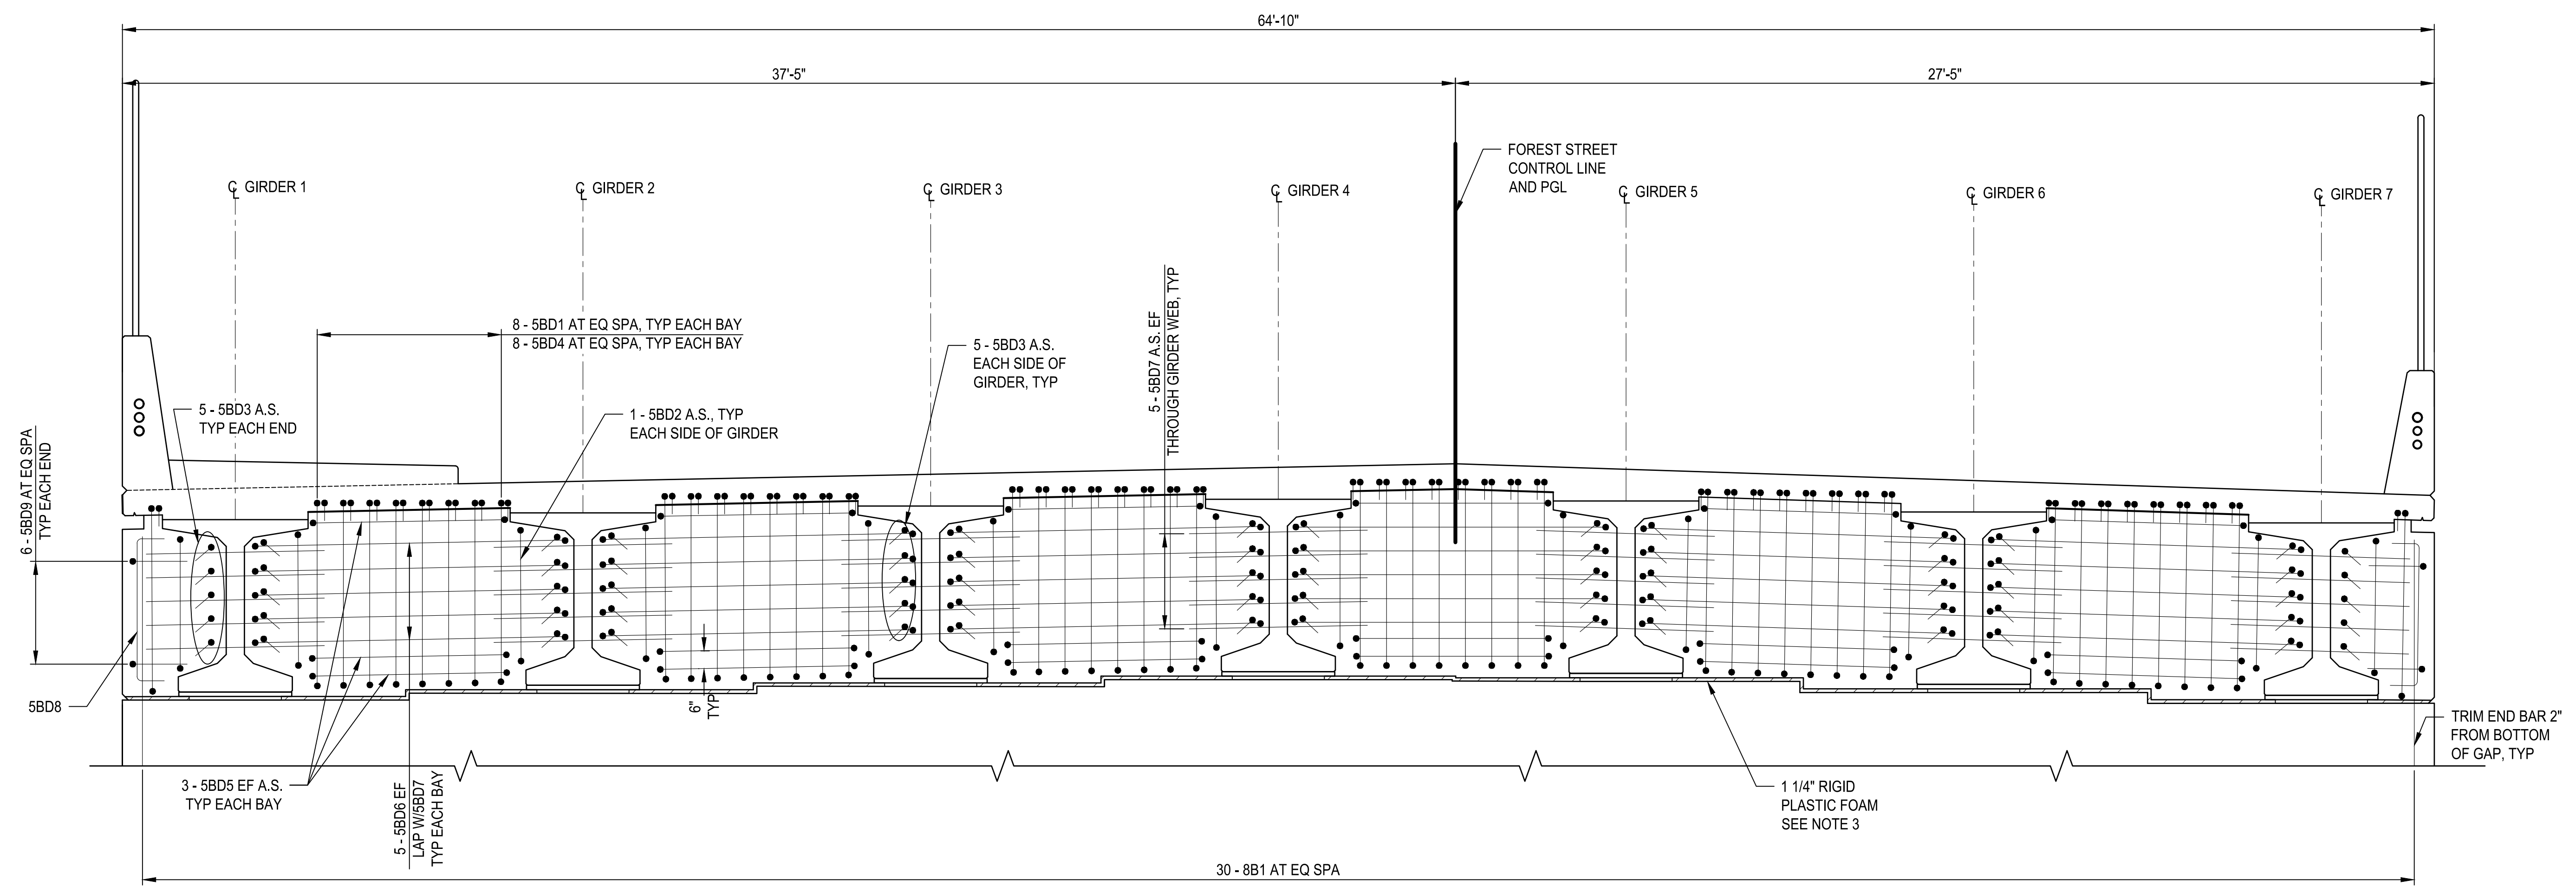 64'-10"
37'-5"
27'-5"
FOREST STREET
CONTROL LINE
AND PGL
℄ GIRDER 1
℄ GIRDER 2
℄ GIRDER 3
℄ GIRDER 4
℄ GIRDER 5
℄ GIRDER 6
℄ GIRDER 7
8 - 5BD1 AT EQ SPA, TYP EACH BAY
8 - 5BD4 AT EQ SPA, TYP EACH BAY
5 - 5BD3 A.S.
EACH SIDE OF
GIRDER, TYP
5 - 5BD7 A.S. EF
THROUGH GIRDER WEB, TYP
5 - 5BD3 A.S.
TYP EACH END
1 - 5BD2 A.S., TYP
EACH SIDE OF GIRDER
6 - 5BD9 AT EQ SPA
TYP EACH END
5BD8
6"
TYP
3 - 5BD5 EF A.S.
TYP EACH BAY
5 - 5BD6 EF
LAP W/5BD7
TYP EACH BAY
1 1/4" RIGID
PLASTIC FOAM
SEE NOTE 3
TRIM END BAR 2"
FROM BOTTOM
OF GAP, TYP
30 - 8B1 AT EQ SPA